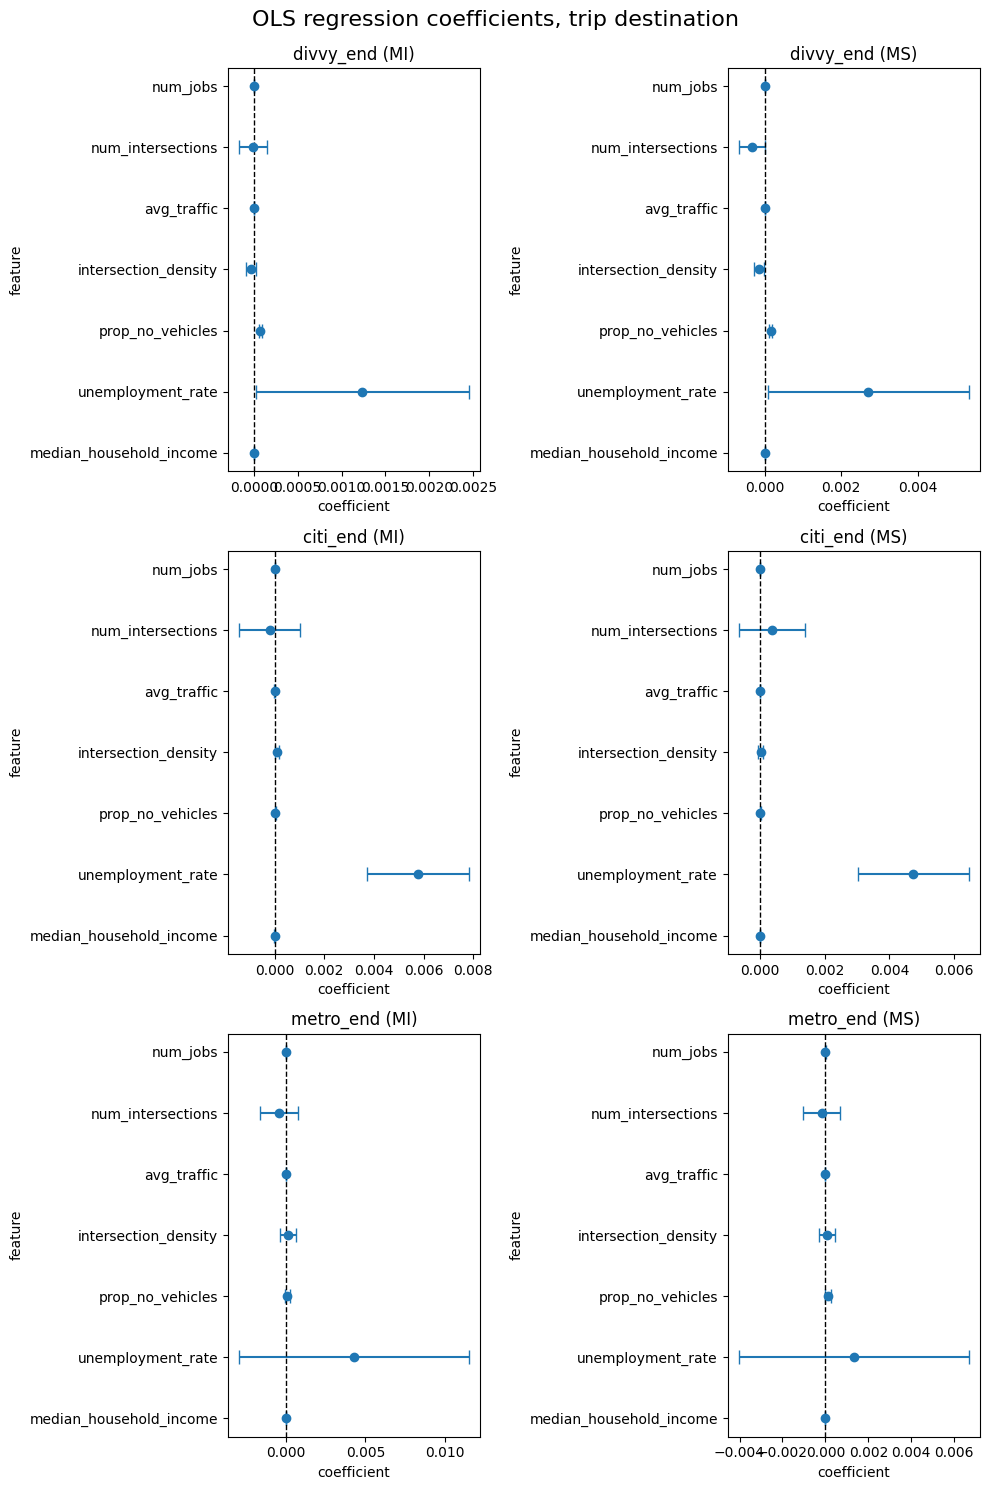 OLS regression coefficients, trip destination
divvy_end (MI)
feature
num_jobs
num_intersections
avg_traffic
intersection_density
prop_no_vehicles
unemployment_rate
median_household_income
0.0000 0.0005 0.0010 0.0015 0.0020 0.0025
coefficient
divvy_end (MS)
feature
num_jobs
num_intersections
avg_traffic
intersection_density
prop_no_vehicles
unemployment_rate
median_household_income
0.000 0.002 0.004
coefficient
citi_end (MI)
feature
num_jobs
num_intersections
avg_traffic
intersection_density
prop_no_vehicles
unemployment_rate
median_household_income
0.000 0.002 0.004 0.006 0.008
coefficient
citi_end (MS)
feature
num_jobs
num_intersections
avg_traffic
intersection_density
prop_no_vehicles
unemployment_rate
median_household_income
0.000 0.002 0.004 0.006
coefficient
metro_end (MI)
feature
num_jobs
num_intersections
avg_traffic
intersection_density
prop_no_vehicles
unemployment_rate
median_household_income
0.000 0.005 0.010
coefficient
metro_end (MS)
feature
num_jobs
num_intersections
avg_traffic
intersection_density
prop_no_vehicles
unemployment_rate
median_household_income
−0.004 −0.002 0.000 0.002 0.004 0.006
coefficient